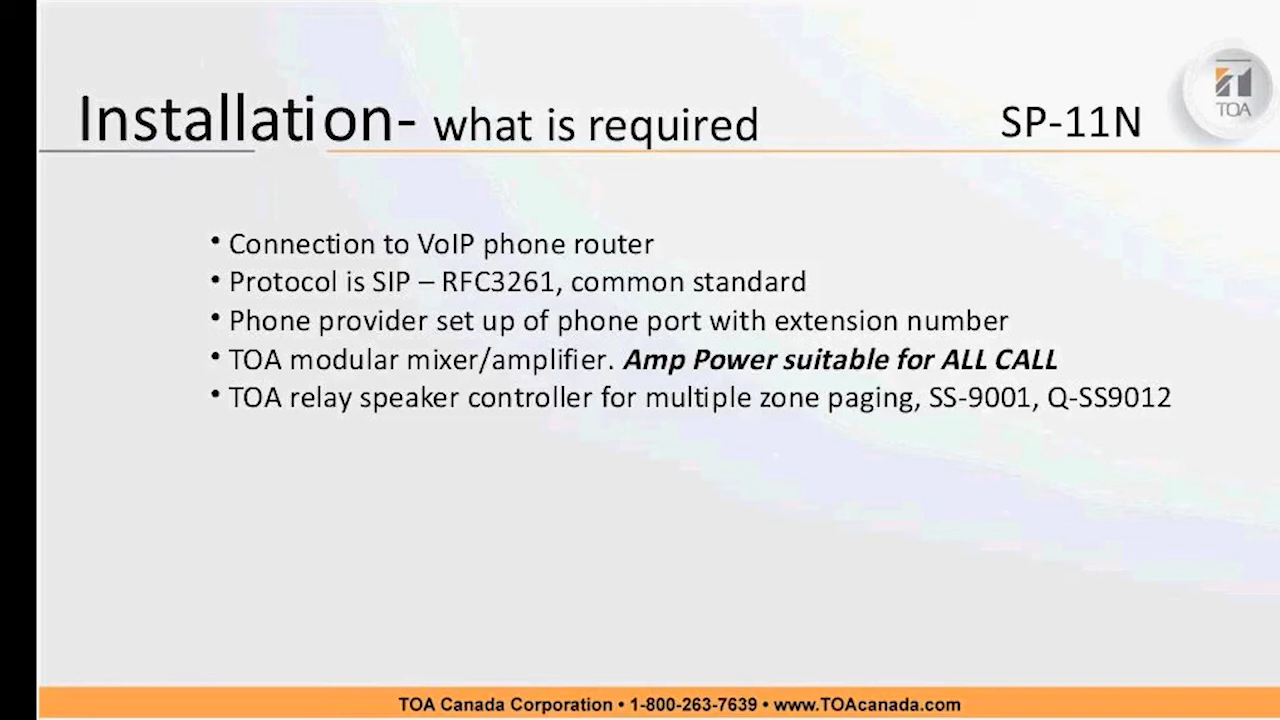 Installation- what is required
SP-11N
TOA
• Connection to VoIP phone router
• Protocol is SIP – RFC3261, common standard
• Phone provider set up of phone port with extension number
• TOA modular mixer/amplifier. Amp Power suitable for ALL CALL
• TOA relay speaker controller for multiple zone paging, SS-9001, Q-SS9012
TOA Canada Corporation • 1-800-263-7639 • www.TOAcanada.com